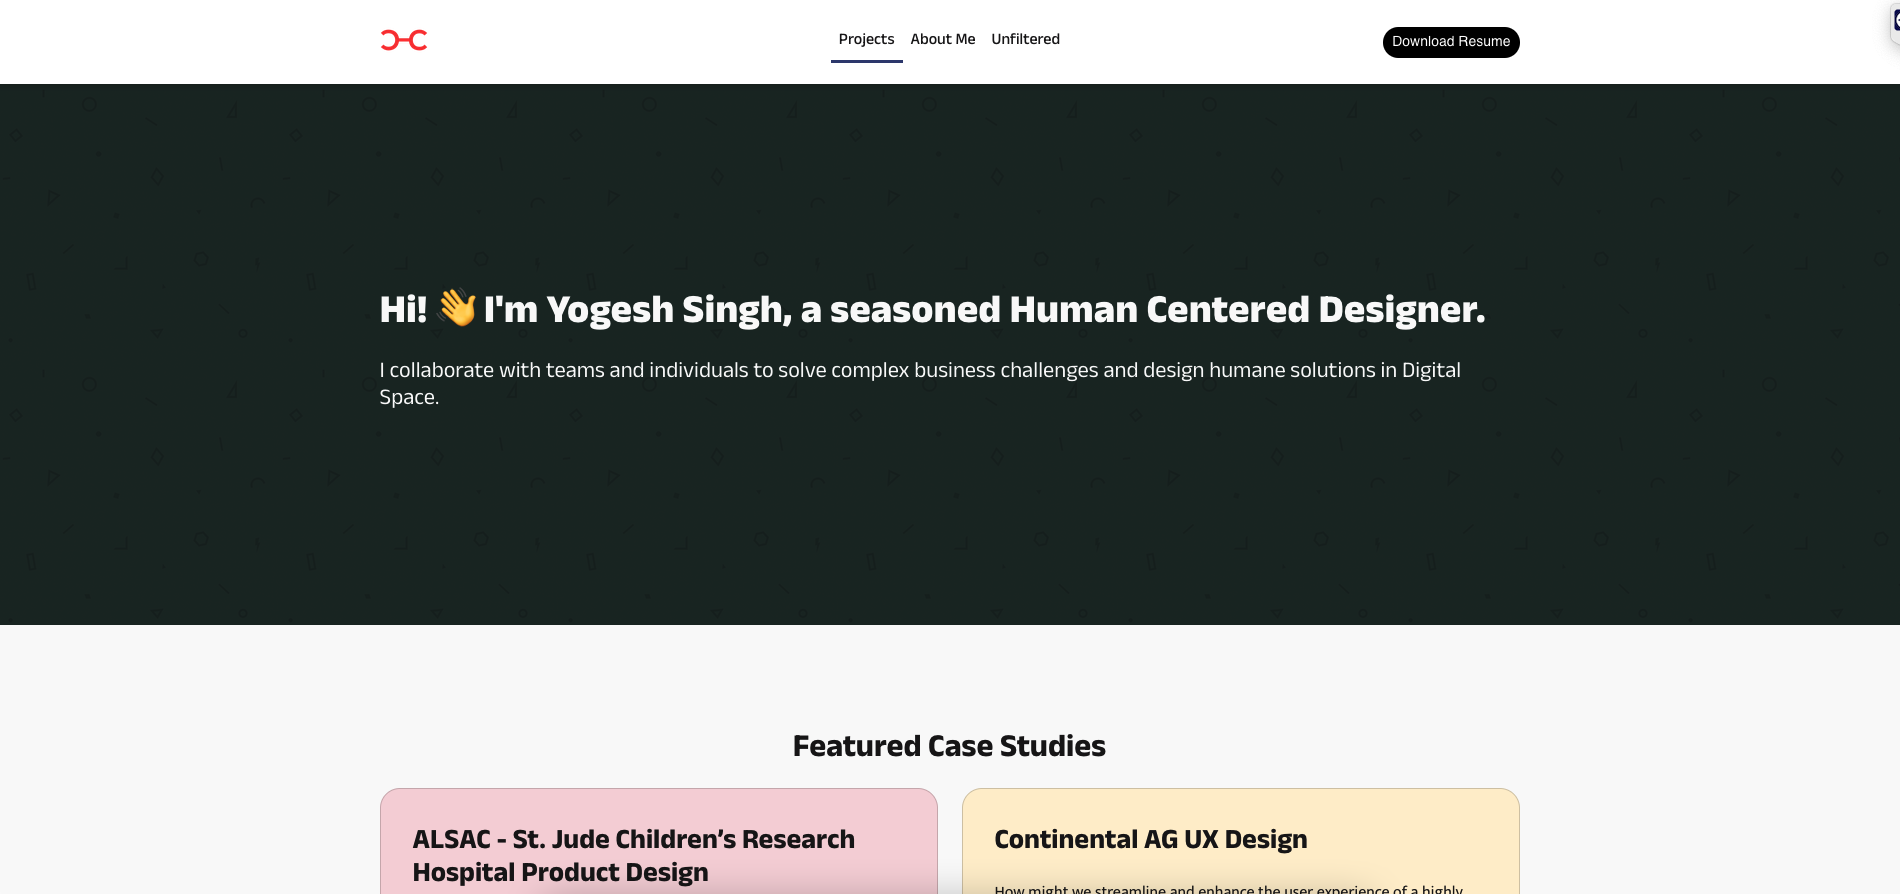 Projects About Me Unfiltered Download Resume
Hi! 👋 I'm Yogesh Singh, a seasoned Human Centered Designer.
I collaborate with teams and individuals to solve complex business challenges and design humane solutions in Digital
Space.
Featured Case Studies
ALSAC - St. Jude Children’s Research
Hospital Product Design
Continental AG UX Design
How might we streamline and enhance the user experience of a highly